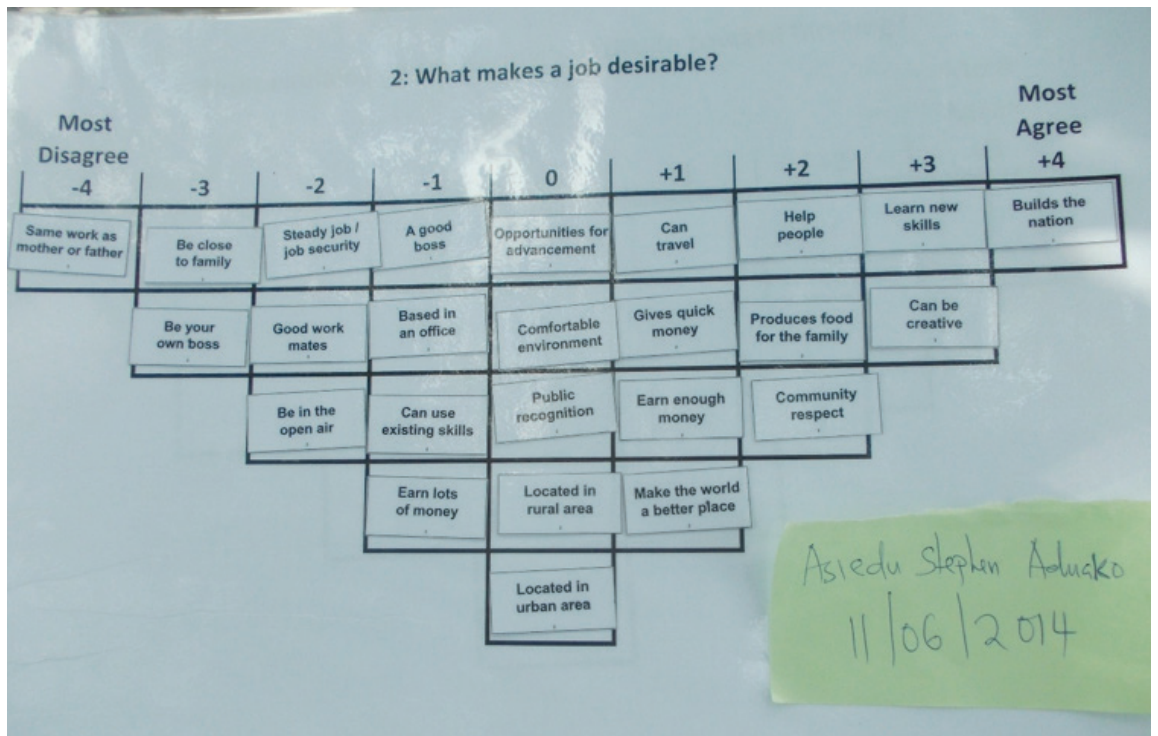 2: What makes a job desirable?
Most
Disagree
Most
Agree
-4
-3
-2
-1
0
+1
+2
+3
+4
Same work as
mother or father
Be close
to family
Steady job /
job security
A good
boss
Opportunities for
advancement
Can
travel
Help
people
Learn new
skills
Builds the
nation
Be your
own boss
Good work
mates
Based in
an office
Comfortable
environment
Gives quick
money
Produces food
for the family
Can be
creative
Be in the
open air
Can use
existing skills
Public
recognition
Earn enough
money
Community
respect
Earn lots
of money
Located in
rural area
Make the world
a better place
Located in
urban area
Asiedu Stephen Aduako
11/06/2014